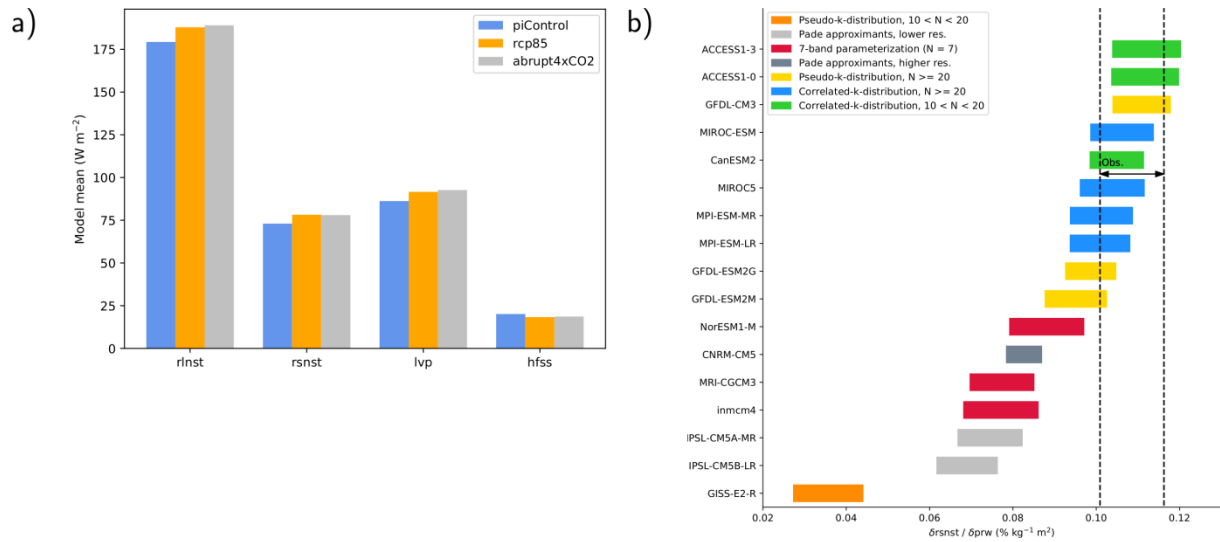 a)
piControl
rcp85
abrupt4xCO2
Model mean (W m⁻²)
175
150
125
100
75
50
25
0
rlnst
rsnst
lvp
hfss
b)
Pseudo-k-distribution, 10 < N < 20
Pade approximants, lower res.
7-band parameterization (N = 7)
Pade approximants, higher res.
Pseudo-k-distribution, N >= 20
Correlated-k-distribution, N >= 20
Correlated-k-distribution, 10 < N < 20
ACCESS1-3
ACCESS1-0
GFDL-CM3
MIROC-ESM
CanESM2
Obs.
MIROC5
MPI-ESM-MR
MPI-ESM-LR
GFDL-ESM2G
GFDL-ESM2M
NorESM1-M
CNRM-CM5
MRI-CGCM3
inmcm4
IPSL-CM5A-MR
IPSL-CM5B-LR
GISS-E2-R
0.02 0.04 0.06 0.08 0.10 0.12
δrsnst / δprw (% kg⁻¹ m²)